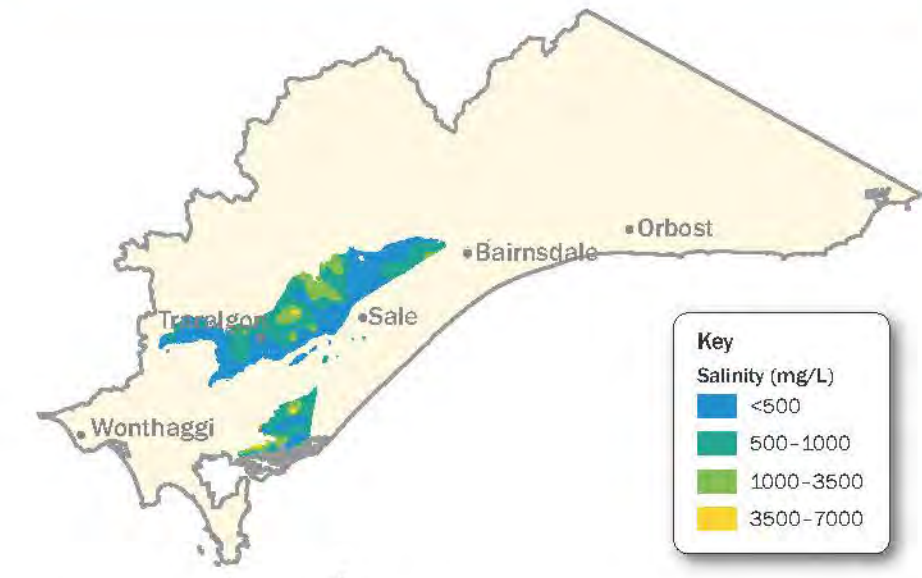 Orbost
Bairnsdale
Traralgon
Sale
Wonthaggi
Key
Salinity (mg/L)
<500
500–1000
1000–3500
3500–7000